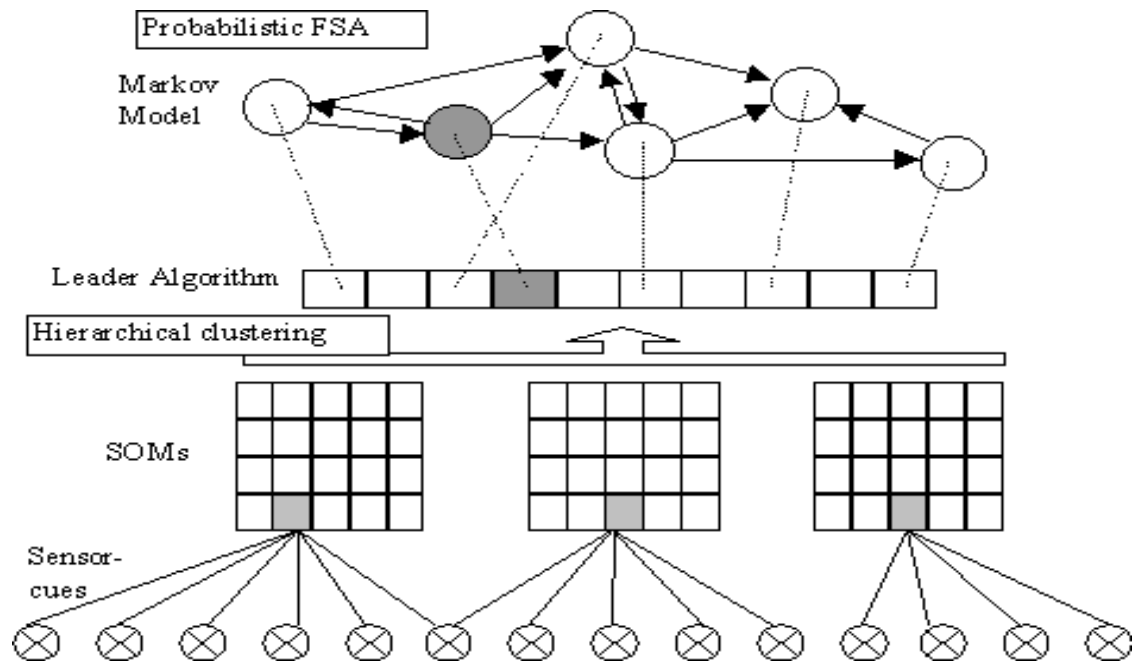 Probabilistic FSA
Markov
Model
Leader Algorithm
Hierarchical clustering
SOMs
Sensor-
cues